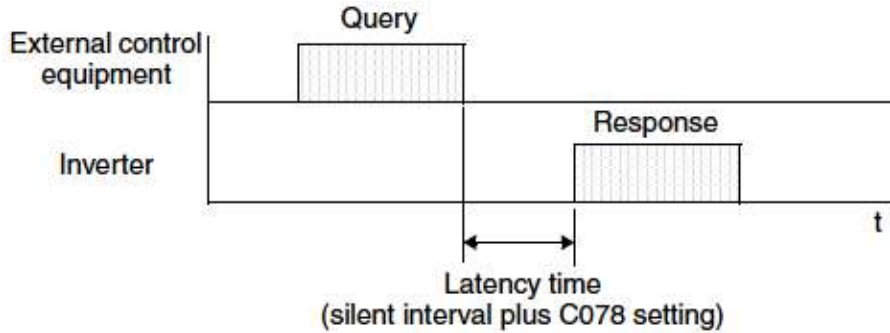 Query
External control
equipment
Response
Inverter
t
Latency time
(silent interval plus C078 setting)